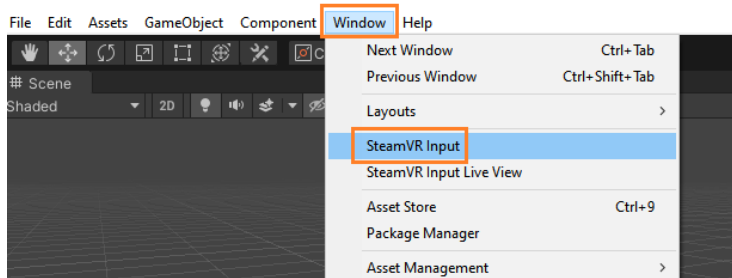 File Edit Assets GameObject Component Window Help
# Scene
Shaded 2D
Next Window Ctrl+Tab
Previous Window Ctrl+Shift+Tab
Layouts
SteamVR Input
SteamVR Input Live View
Asset Store Ctrl+9
Package Manager
Asset Management